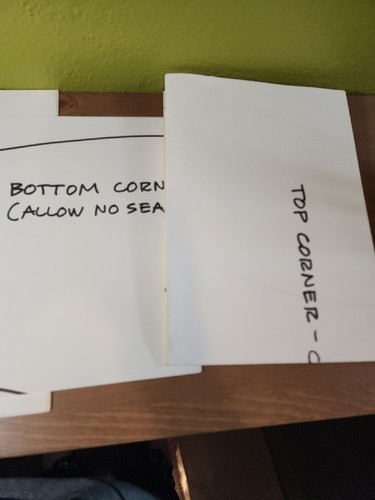 BOTTOM CORN
(ALLOW NO SEA
TOP CORNER - C